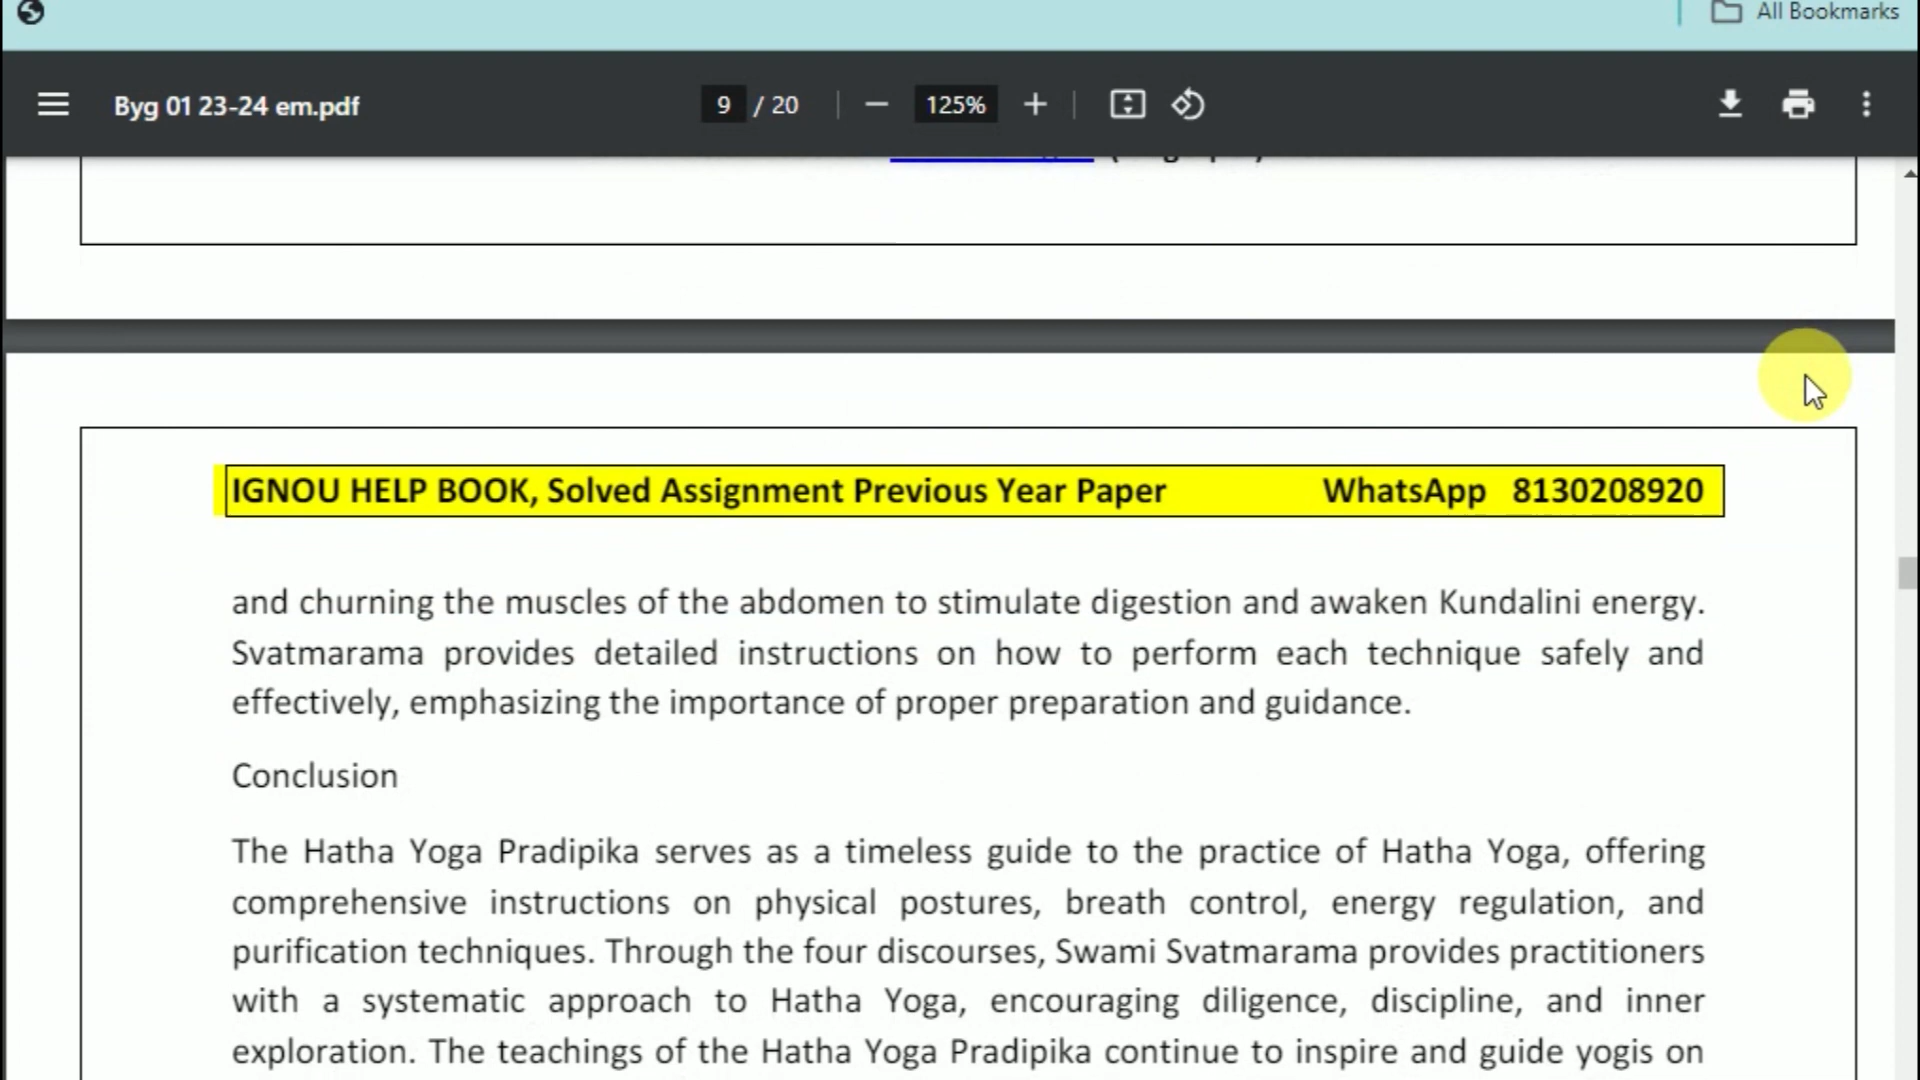 All Bookmarks
Byg 01 23-24 em.pdf
9 / 20
125%
IGNOU HELP BOOK, Solved Assignment Previous Year Paper WhatsApp 8130208920
and churning the muscles of the abdomen to stimulate digestion and awaken Kundalini energy.
Svatmarama provides detailed instructions on how to perform each technique safely and
effectively, emphasizing the importance of proper preparation and guidance.
Conclusion
The Hatha Yoga Pradipika serves as a timeless guide to the practice of Hatha Yoga, offering
comprehensive instructions on physical postures, breath control, energy regulation, and
purification techniques. Through the four discourses, Swami Svatmarama provides practitioners
with a systematic approach to Hatha Yoga, encouraging diligence, discipline, and inner
exploration. The teachings of the Hatha Yoga Pradipika continue to inspire and guide yogis on